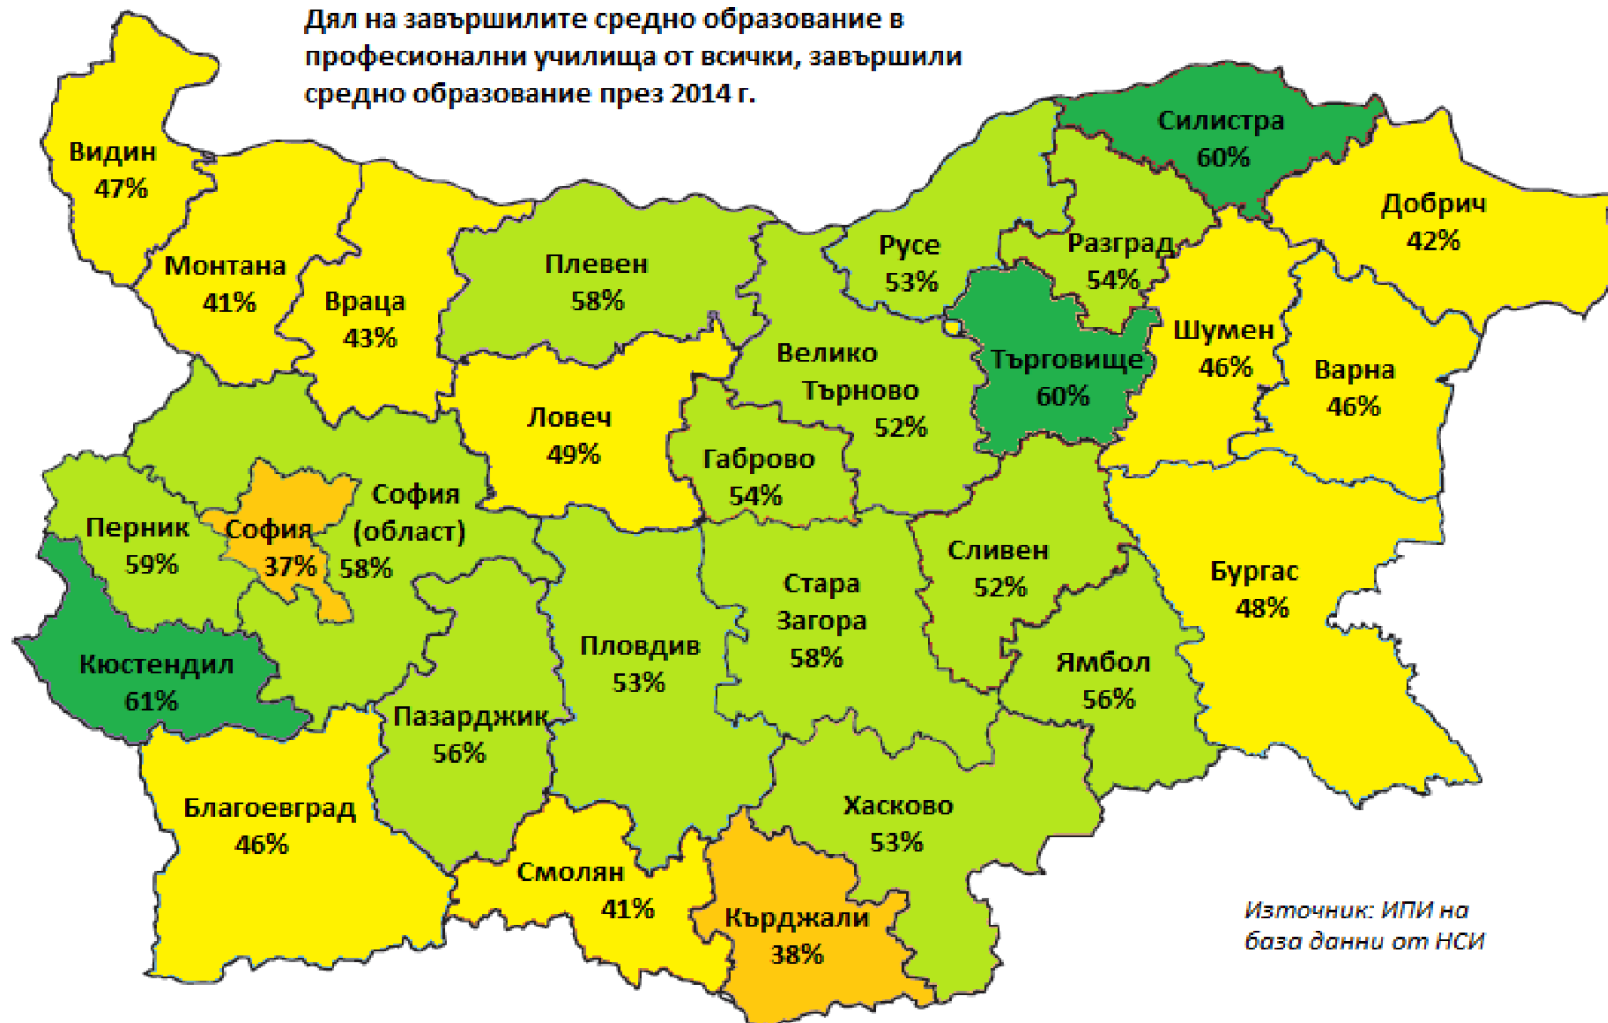 Дял на завършилите средно образование в
професионални училища от всички, завършили
средно образование през 2014 г.
Видин
47%
Монтана
41%
Враца
43%
Плевен
58%
Русе
53%
Разград
54%
Силистра
60%
Добрич
42%
Шумен
46%
Варна
46%
Търговище
60%
Велико
Търново
52%
Ловеч
49%
Габрово
54%
София
(област)
58%
София
37%
Перник
59%
Кюстендил
61%
Сливен
52%
Бургас
48%
Стара
Загора
58%
Пловдив
53%
Ямбол
56%
Пазарджик
56%
Благоевград
46%
Хасково
53%
Смолян
41%
Кърджали
38%
Източник: ИПИ на
база данни от НСИ